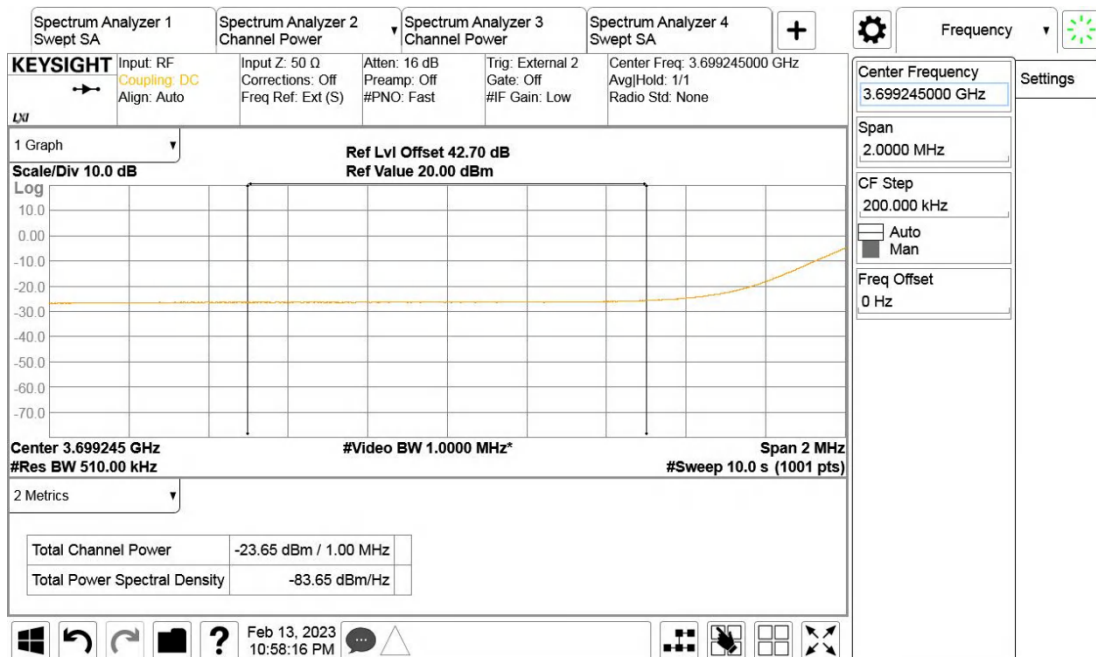 Spectrum Analyzer 1
Swept SA
Spectrum Analyzer 2
Channel Power
Spectrum Analyzer 3
Channel Power
Spectrum Analyzer 4
Swept SA
+
Frequency
KEYSIGHT
LXI
Input: RF
Coupling: DC
Align: Auto
Input Z: 50 Ω
Corrections: Off
Freq Ref: Ext (S)
Atten: 16 dB
Preamp: Off
#PNO: Fast
Trig: External 2
Gate: Off
#IF Gain: Low
Center Freq: 3.699245000 GHz
Avg|Hold: 1/1
Radio Std: None
Center Frequency
3.699245000 GHz
Settings
Span
2.0000 MHz
CF Step
200.000 kHz
Auto
Man
Freq Offset
0 Hz
1 Graph
Scale/Div 10.0 dB
Ref Lvl Offset 42.70 dB
Ref Value 20.00 dBm
Log
10.0
0.00
-10.0
-20.0
-30.0
-40.0
-50.0
-60.0
-70.0
Center 3.699245 GHz
#Video BW 1.0000 MHz*
Span 2 MHz
#Res BW 510.00 kHz
#Sweep 10.0 s (1001 pts)
2 Metrics
Total Channel Power -23.65 dBm / 1.00 MHz
Total Power Spectral Density -83.65 dBm/Hz
?
Feb 13, 2023
10:58:16 PM